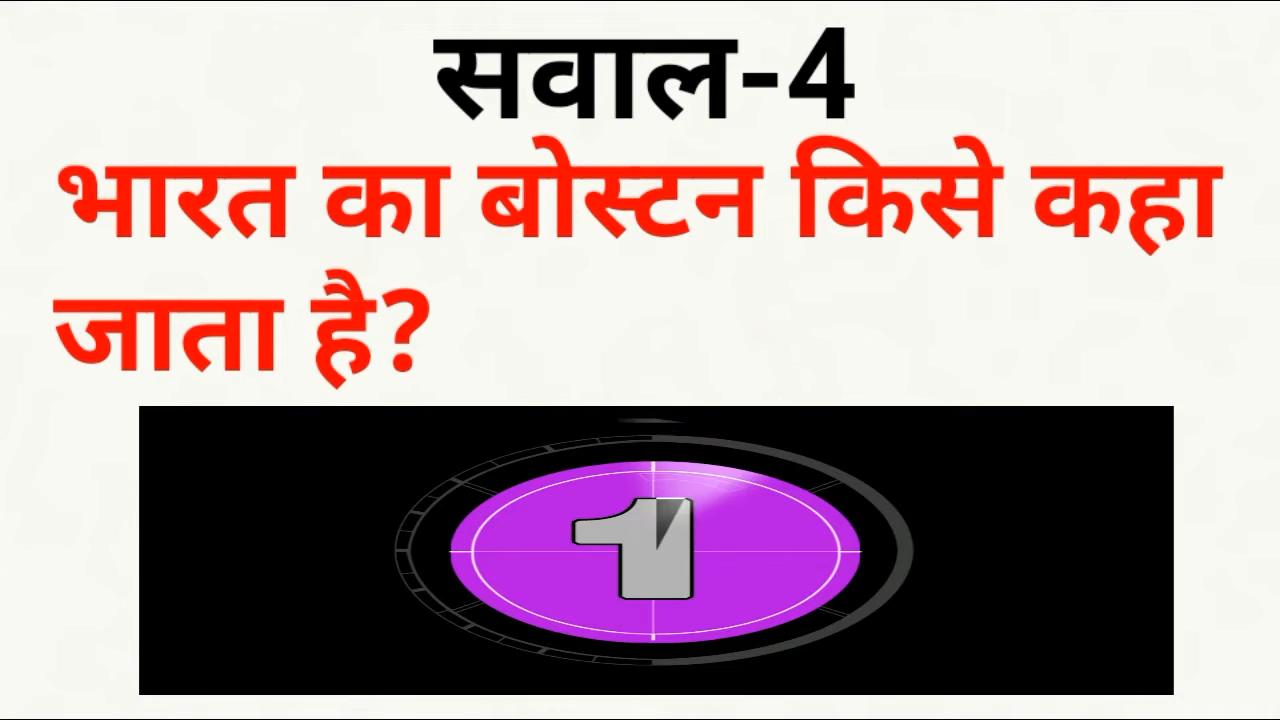 सवाल-4
भारत का बोस्टन किसे कहा
जाता है?
1